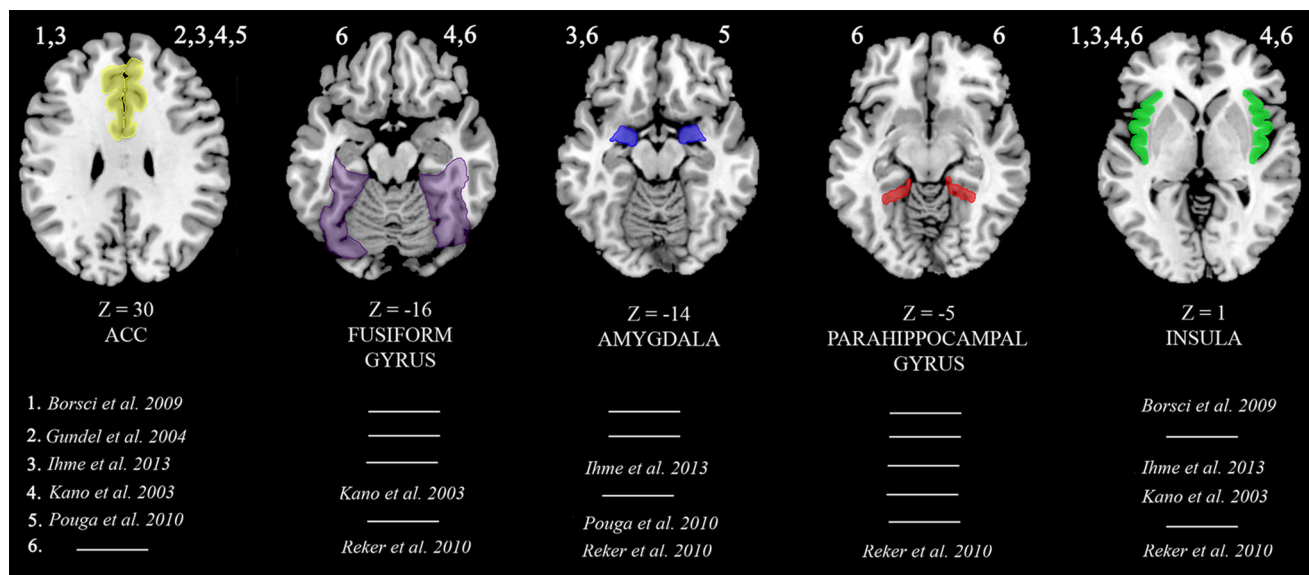 1,3 2,3,4,5 6 4,6 3,6 5 6 6 1,3,4,6 4,6
Z = 30 Z = -16 Z = -14 Z = -5 Z = 1
ACC FUSIFORM GYRUS AMYGDALA PARAHIPPOCAMPAL GYRUS INSULA
1. Borsci et al. 2009 Borsci et al. 2009
2. Gundel et al. 2004
3. Ihme et al. 2013 Ihme et al. 2013 Ihme et al. 2013
4. Kano et al. 2003 Kano et al. 2003 Kano et al. 2003
5. Pouga et al. 2010 Pouga et al. 2010
6. Reker et al. 2010 Reker et al. 2010 Reker et al. 2010 Reker et al. 2010